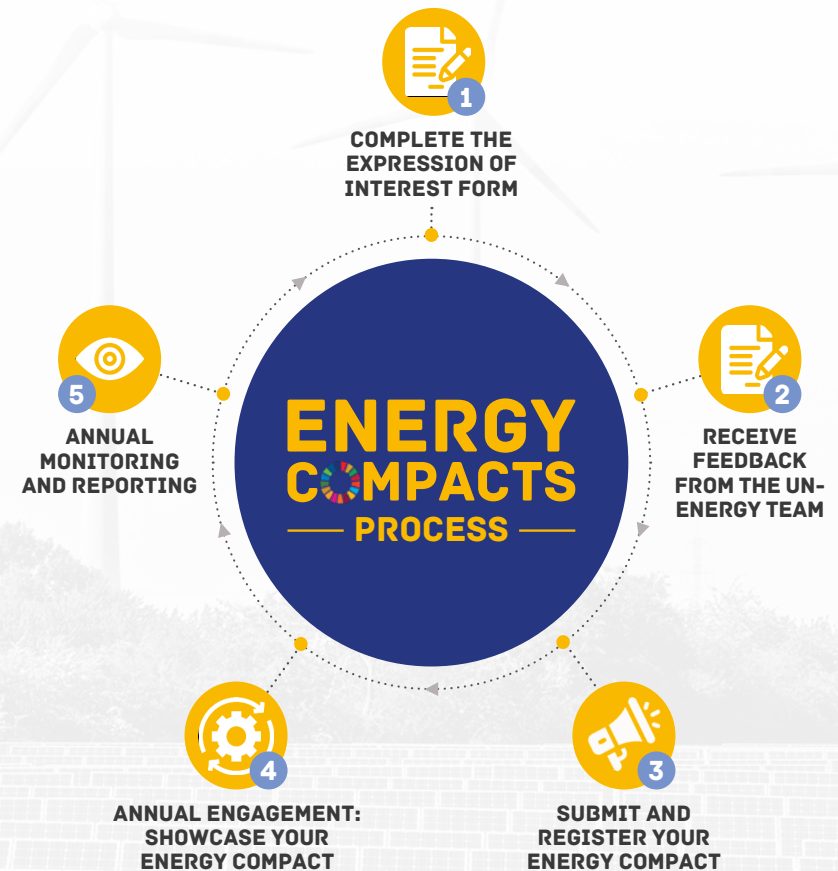 1
COMPLETE THE
EXPRESSION OF
INTEREST FORM
2
RECEIVE
FEEDBACK
FROM THE UN-
ENERGY TEAM
3
SUBMIT AND
REGISTER YOUR
ENERGY COMPACT
4
ANNUAL ENGAGEMENT:
SHOWCASE YOUR
ENERGY COMPACT
5
ANNUAL
MONITORING
AND REPORTING
ENERGY
COMPACTS
PROCESS